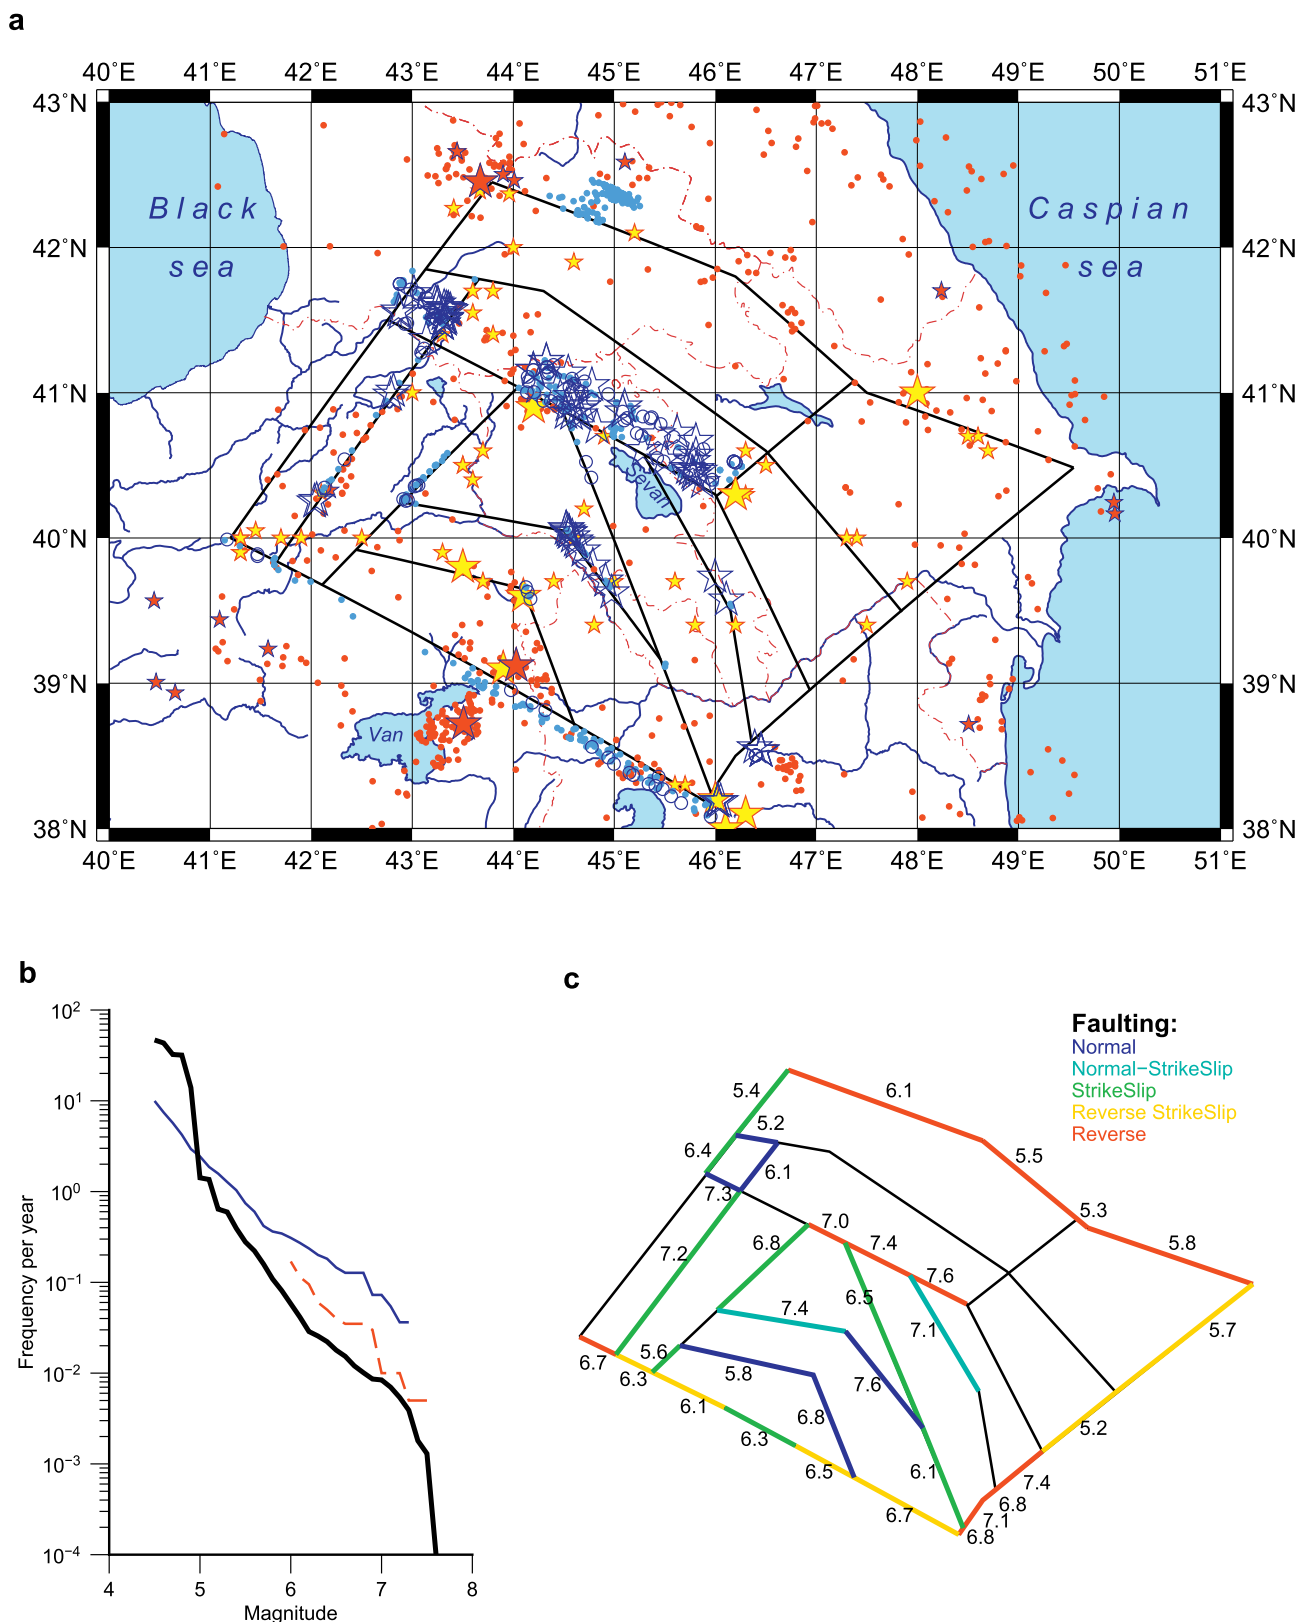 a
40˚E 41˚E 42˚E 43˚E 44˚E 45˚E 46˚E 47˚E 48˚E 49˚E 50˚E 51˚E
43˚N 43˚N
Black Caspian
42˚N 42˚N
sea sea
41˚N 41˚N
Sevan
40˚N 40˚N
39˚N 39˚N
Van
38˚N 38˚N
40˚E 41˚E 42˚E 43˚E 44˚E 45˚E 46˚E 47˚E 48˚E 49˚E 50˚E 51˚E
b
10²
10¹
10⁰
10⁻¹
10⁻²
10⁻³
10⁻⁴
Frequency per year
4 5 6 7 8
Magnitude
c
Faulting:
Normal
Normal−StrikeSlip
StrikeSlip
Reverse StrikeSlip
Reverse
5.4
6.1
5.2
5.5
6.4
6.1
7.3
5.3
7.0
5.8
7.2
6.8
7.4
7.6
6.5
7.4
7.1
5.7
5.6
6.7
6.3
5.8
7.6
6.1
6.8
5.2
6.3
6.5
6.1
7.4
6.7
6.8
7.1
6.8